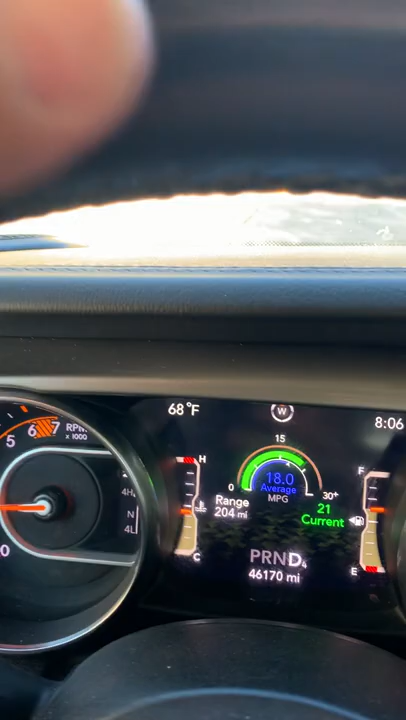 68°F
W
8:06
5 6 7 RPM
x 1000
4H
N
4L
0
H
C
15
0
30+
18.0
Average
MPG
Range
204 mi
21
Current
F
E
PRND4
46170 mi